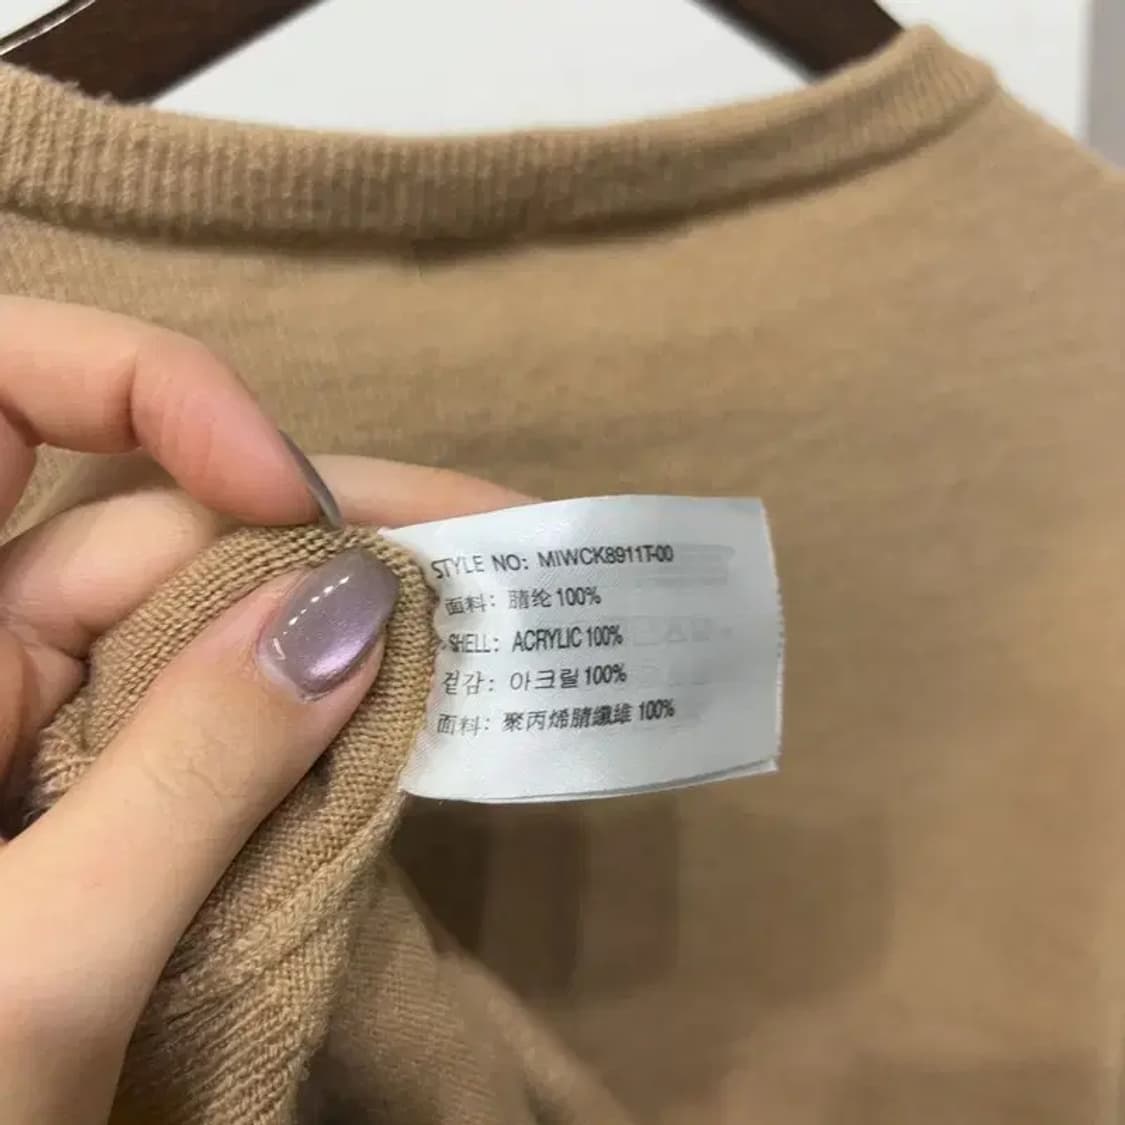 STYLE NO: MIWCK8911T-00
面料: 腈纶 100%
SHELL: ACRYLIC 100%
겉감: 아크릴 100%
面料: 聚丙烯腈纖維 100%